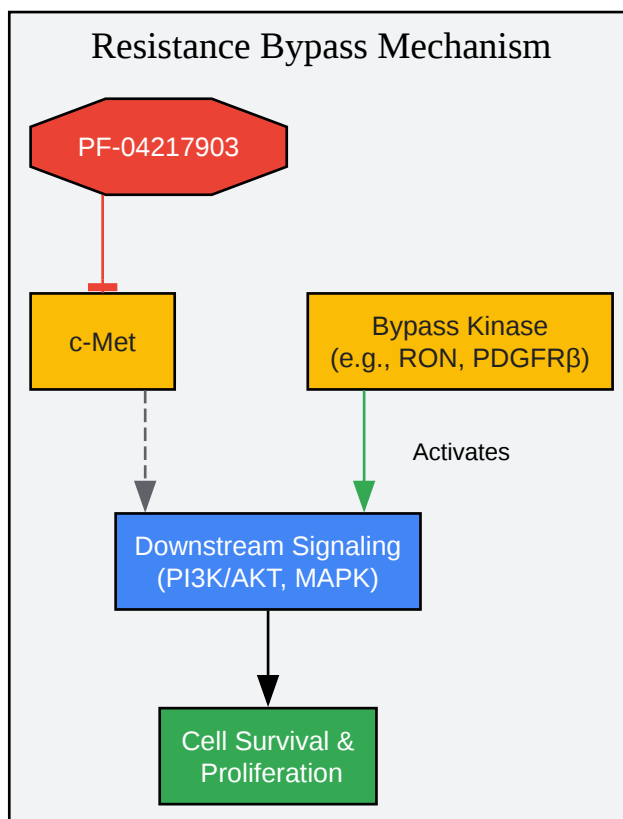 Resistance Bypass Mechanism
PF-04217903
c-Met
Bypass Kinase
(e.g., RON, PDGFRβ)
Activates
Downstream Signaling
(PI3K/AKT, MAPK)
Cell Survival &
Proliferation